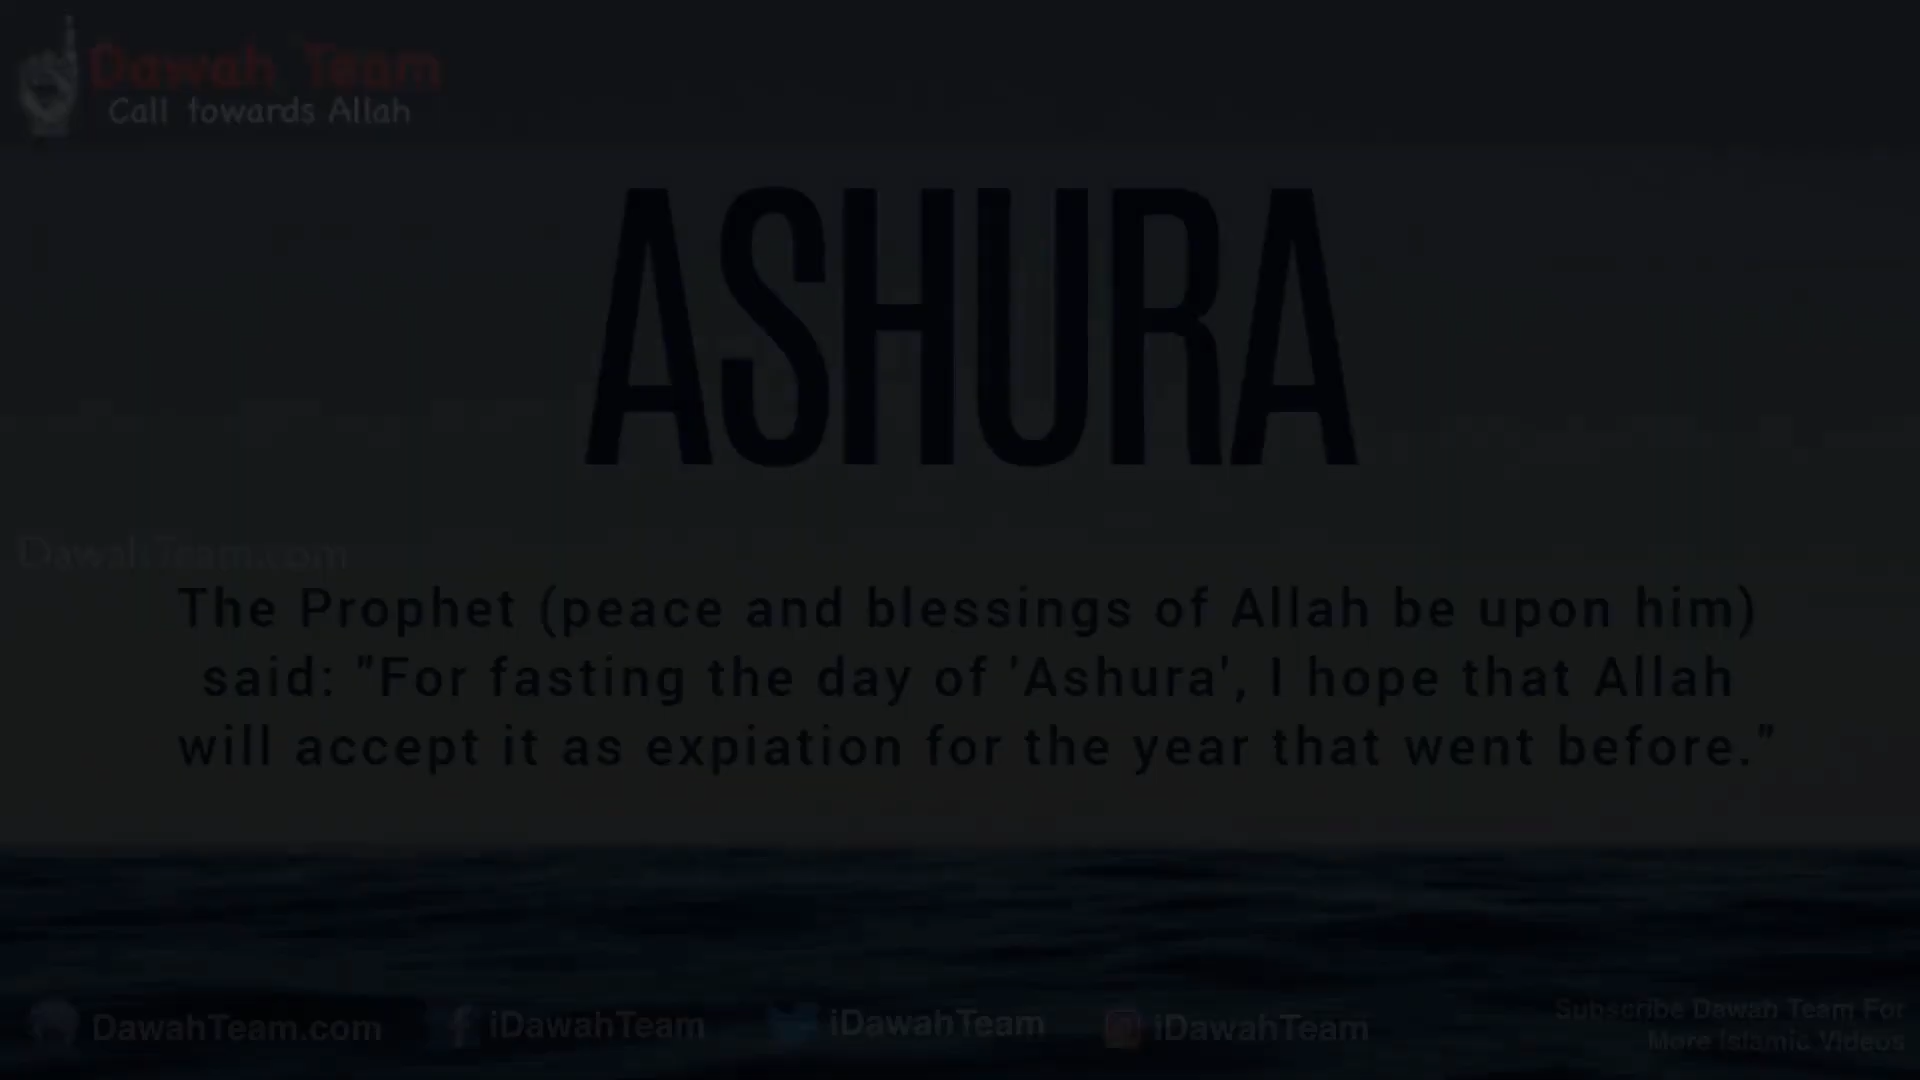 Dawah Team
Call towards Allah
ASHURA
DawahTeam.com
The Prophet (peace and blessings of Allah be upon him)
said: "For fasting the day of 'Ashura', I hope that Allah
will accept it as expiation for the year that went before."
DawahTeam.com
iDawahTeam
iDawahTeam
iDawahTeam
Subscribe Dawah Team For
More Islamic Videos